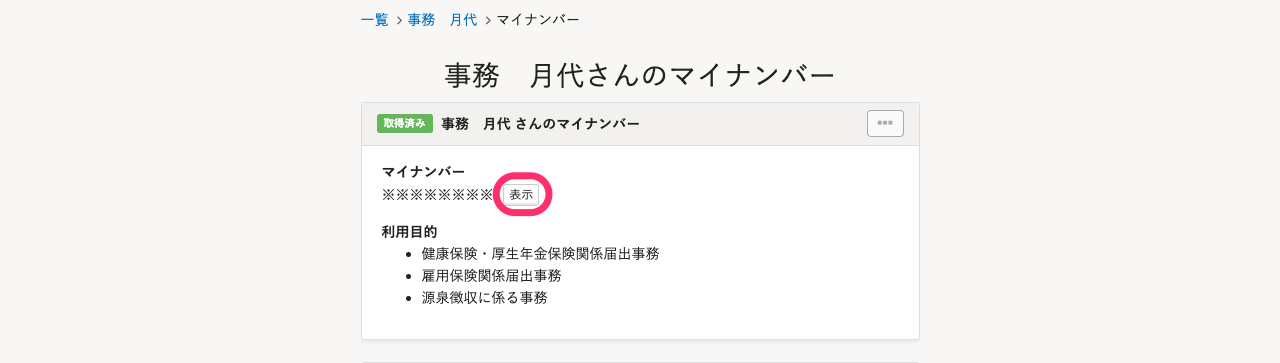 一覧 > 事務　月代 > マイナンバー
事務　月代さんのマイナンバー
取得済み 事務　月代 さんのマイナンバー
マイナンバー
※※※※※※※※ 表示
利用目的
• 健康保険・厚生年金保険関係届出事務
• 雇用保険関係届出事務
• 源泉徴収に係る事務